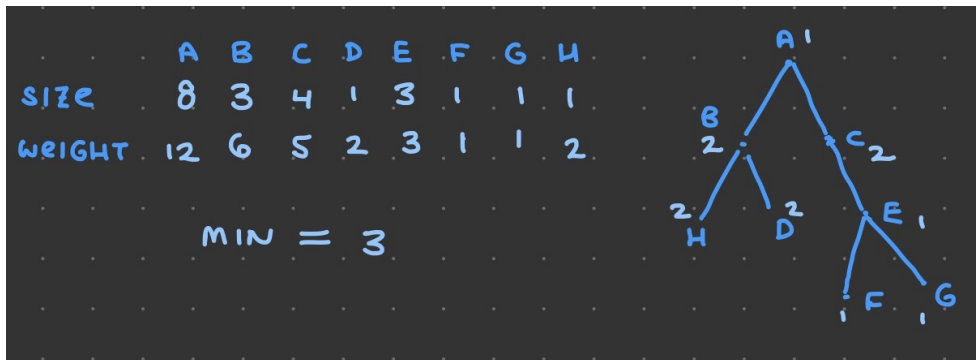 A B C D E F G H
SIZE 8 3 4 1 3 1 1 1
WEIGHT 12 6 5 2 3 1 1 2
MIN = 3
A 1
B
2
C 2
2
H
D 2
E 1
F
1
G
1